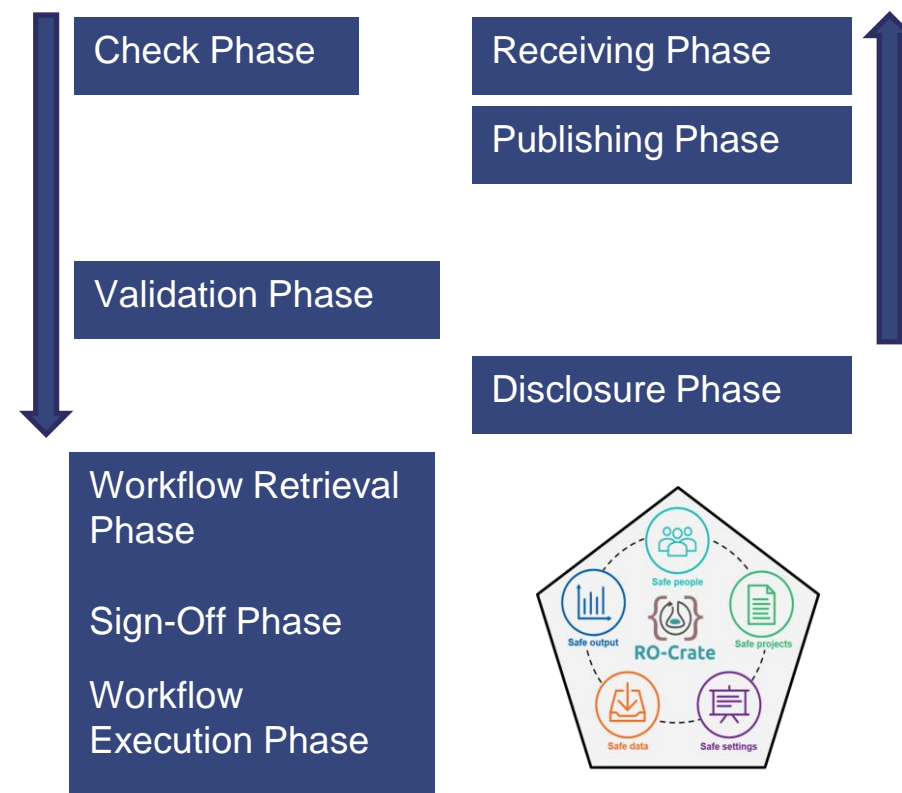 Check Phase
Validation Phase
Workflow Retrieval
Phase
Sign-Off Phase
Workflow
Execution Phase
Receiving Phase
Publishing Phase
Disclosure Phase
Safe people
Safe output
RO-Crate
Safe projects
Safe data
Safe settings